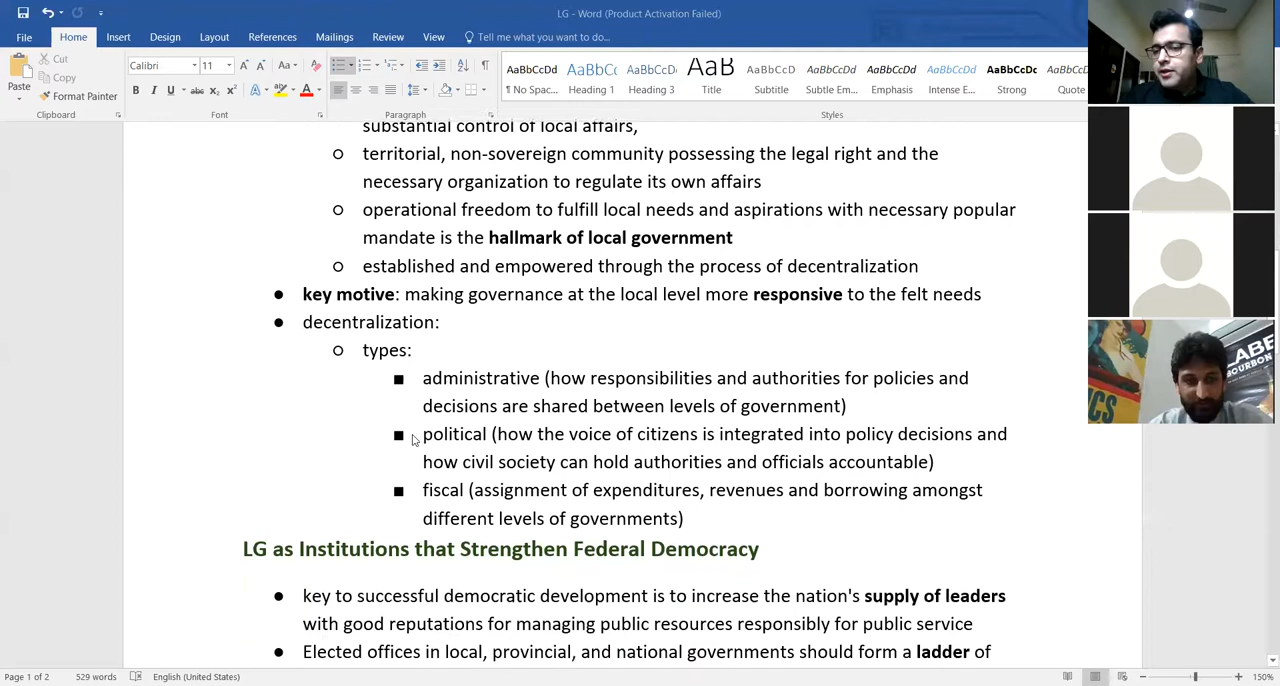 LG - Word (Product Activation Failed)
File Home Insert Design Layout References Mailings Review View Tell me what you want to do...
Cut
Copy
Paste
Format Painter
Calibri 11
AaBbCcDd AaBbCc AaBbCcDd AaB AaBbCcD AaBbCcDd AaBbCcDd AaBbCcDd AaBbCcDc AaBbCcDd
¶ No Spac... Heading 1 Heading 3 Title Subtitle Subtle Em... Emphasis Intense E... Strong Quote
Clipboard Font Paragraph Styles
substantial control of local affairs,
territorial, non-sovereign community possessing the legal right and the
necessary organization to regulate its own affairs
operational freedom to fulfill local needs and aspirations with necessary popular
mandate is the hallmark of local government
established and empowered through the process of decentralization
key motive: making governance at the local level more responsive to the felt needs
decentralization:
types:
administrative (how responsibilities and authorities for policies and
decisions are shared between levels of government)
political (how the voice of citizens is integrated into policy decisions and
how civil society can hold authorities and officials accountable)
fiscal (assignment of expenditures, revenues and borrowing amongst
different levels of governments)
LG as Institutions that Strengthen Federal Democracy
key to successful democratic development is to increase the nation's supply of leaders
with good reputations for managing public resources responsibly for public service
Elected offices in local, provincial, and national governments should form a ladder of
Page 1 of 2 529 words English (United States) 150%
LABE
BOURBON
ICS